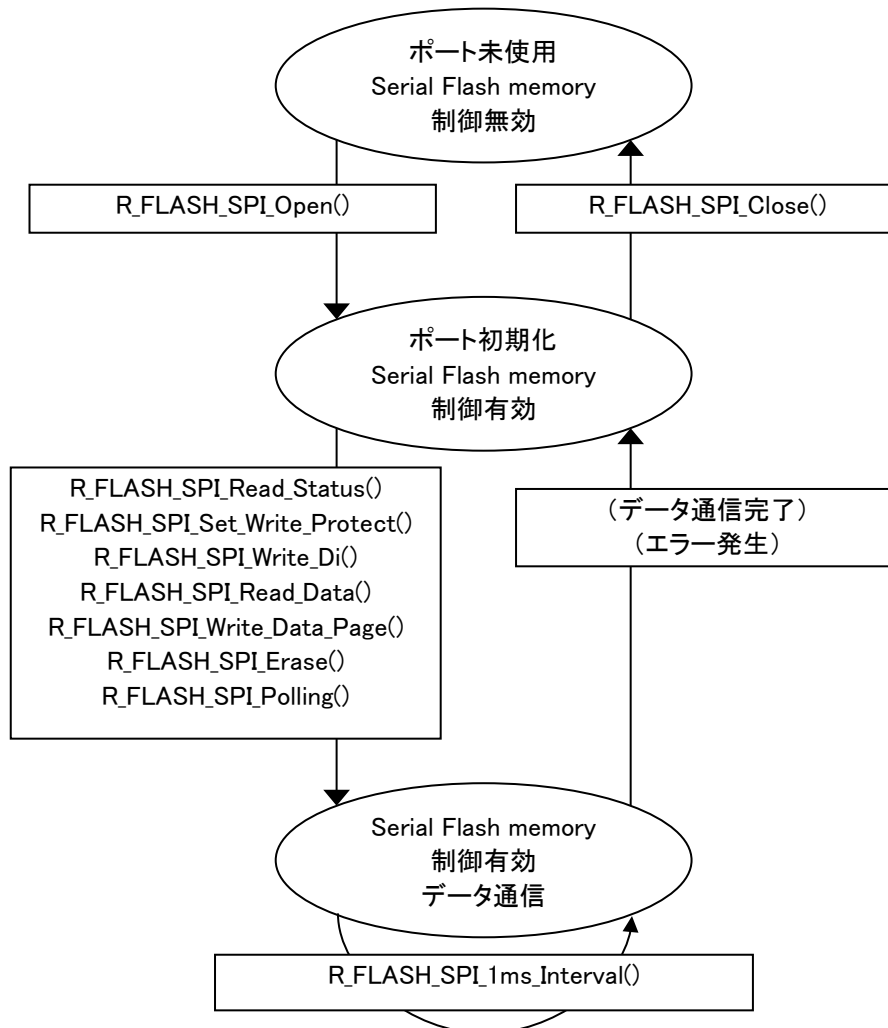 ポート未使用
Serial Flash memory
制御無効
R_FLASH_SPI_Open()
R_FLASH_SPI_Close()
ポート初期化
Serial Flash memory
制御有効
R_FLASH_SPI_Read_Status()
R_FLASH_SPI_Set_Write_Protect()
R_FLASH_SPI_Write_Di()
R_FLASH_SPI_Read_Data()
R_FLASH_SPI_Write_Data_Page()
R_FLASH_SPI_Erase()
R_FLASH_SPI_Polling()
(データ通信完了)
(エラー発生)
Serial Flash memory
制御有効
データ通信
R_FLASH_SPI_1ms_Interval()